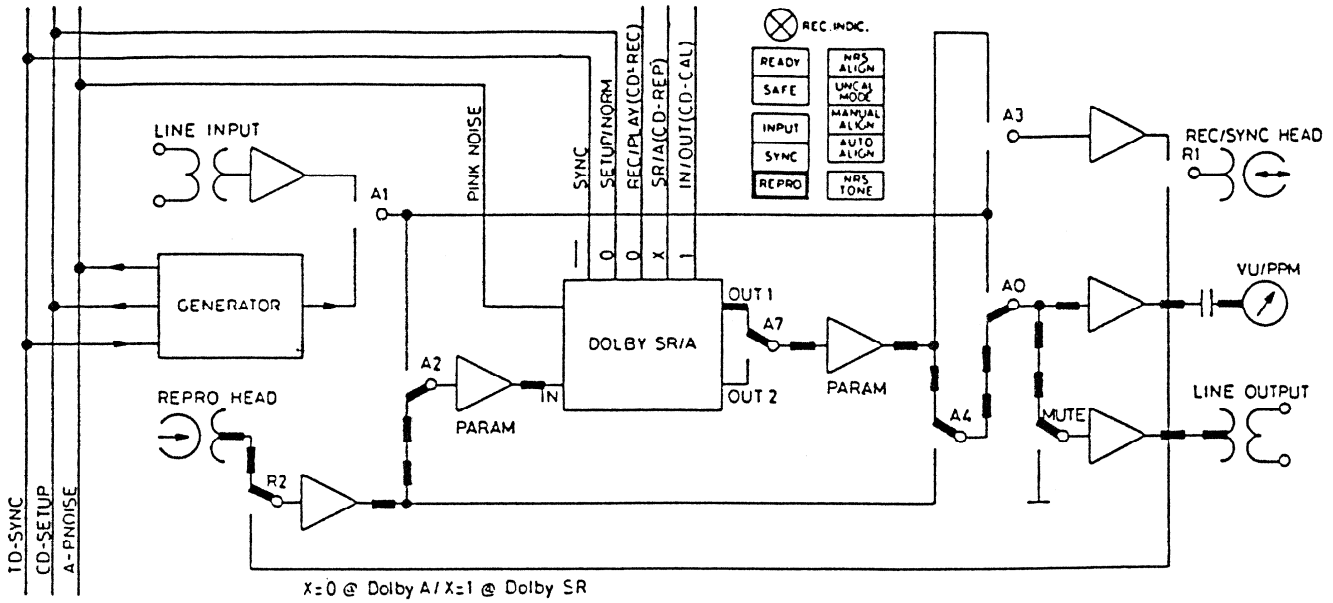 REC. INDIC.
READY
SAFE
INPUT
SYNC
REPRO
NRS
ALIGN
UNCAL
MODE
MANUAL
ALIGN
AUTO
ALIGN
NRS
TONE
LINE INPUT
A1
PINK NOISE
SYNC
SETUP/NORM
REC/PLAY(CD-REC)
SR/A(CD-REP)
IN/OUT(CD-CAL)
0
0
X
1
A3
REC/SYNC HEAD
R1
GENERATOR
OUT 1
A7
DOLBY SR/A
A0
VU/PPM
A2
PARAM
IN
OUT 2
PARAM
REPRO HEAD
R2
A4
MUTE
LINE OUTPUT
TD-SYNC
CD-SETUP
A-PNOISE
X=0 @ Dolby A / X=1 @ Dolby SR